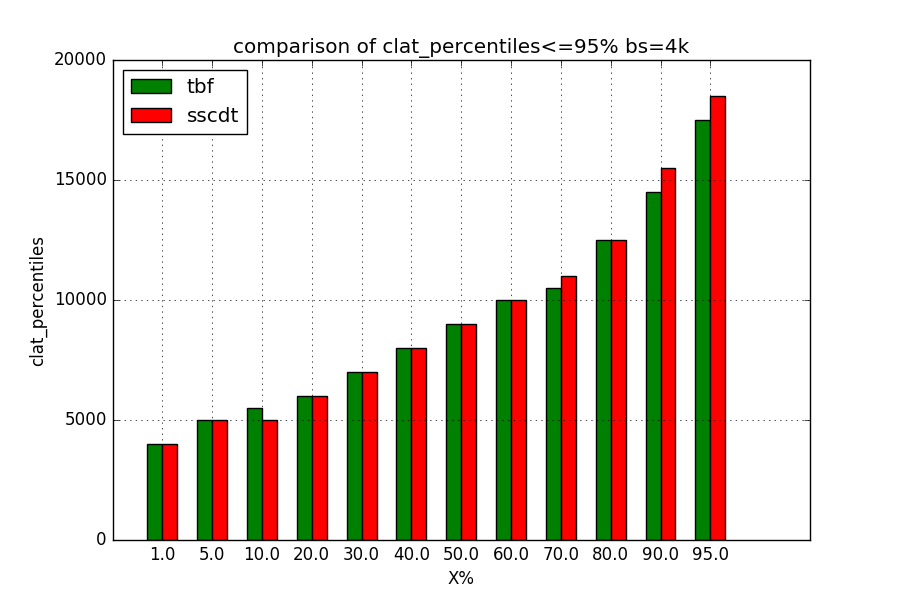 comparison of clat_percentiles<=95% bs=4k
20000
15000
10000
5000
0
clat_percentiles
tbf
sscdt
1.0 5.0 10.0 20.0 30.0 40.0 50.0 60.0 70.0 80.0 90.0 95.0
X%